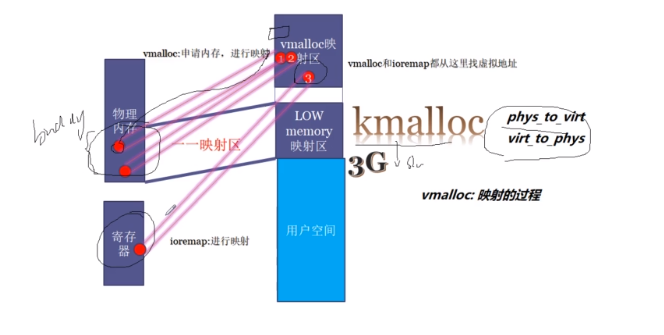 vmalloc:申请内存，进行映射
vmalloc映
射区
① ②
③
vmalloc和ioremap都从这里找虚拟地址
物理
内存
buddy
一一映射区
LOW
memory
映射区
kmalloc
phys_to_virt
virt_to_phys
3G
vmalloc: 映射的过程
寄存
器
ioremap:进行映射
用户空间